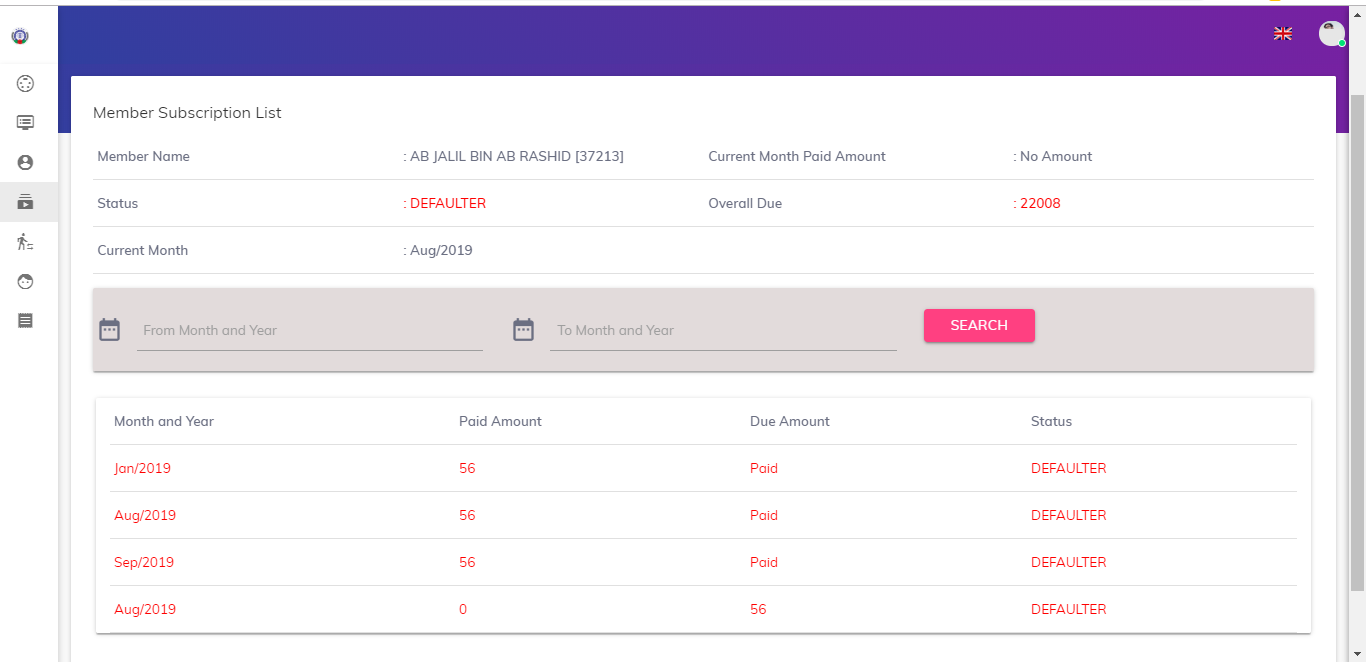 Member Subscription List
Member Name : AB JALIL BIN AB RASHID [37213] Current Month Paid Amount : No Amount
Status : DEFAULTER Overall Due : 22008
Current Month : Aug/2019
From Month and Year To Month and Year SEARCH
Month and Year Paid Amount Due Amount Status
Jan/2019 56 Paid DEFAULTER
Aug/2019 56 Paid DEFAULTER
Sep/2019 56 Paid DEFAULTER
Aug/2019 0 56 DEFAULTER